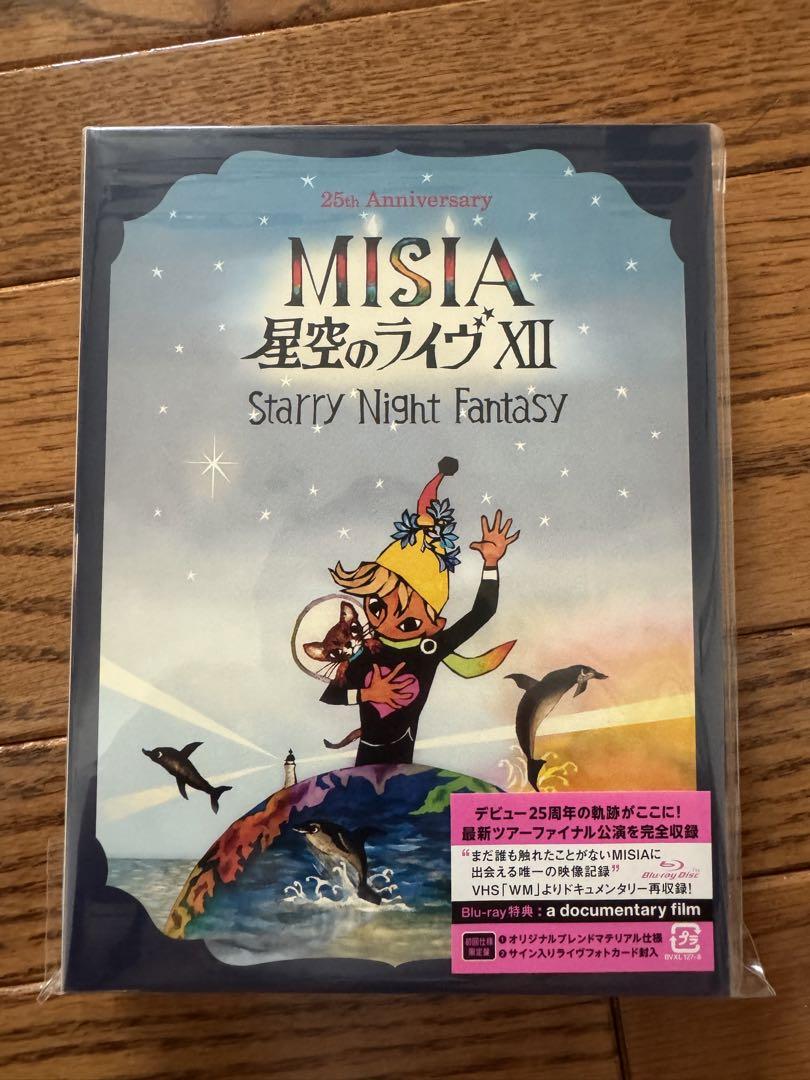 25th Anniversary
MISIA
星空のライヴ XII
Starry Night Fantasy
デビュー25周年の軌跡がここに!
最新ツアーファイナル公演を完全収録
“まだ誰も触れたことがないMISIAに
出会える唯一の映像記録”
Blu-ray Disc™
VHS「WM」よりドキュメンタリー再収録!
Blu-ray特典:a documentary film
初回仕様
限定盤
❶オリジナルブレンドマテリアル仕様
❷サイン入りライヴフォトカード封入
プラ
BVXL 127-8